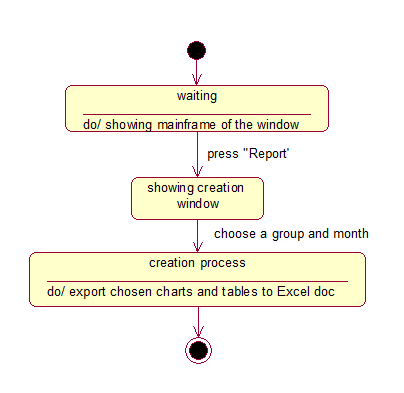 waiting
do/ showing mainframe of the window
press "Report'
showing creation
window
choose a group and month
creation process
do/ export chosen charts and tables to Excel doc